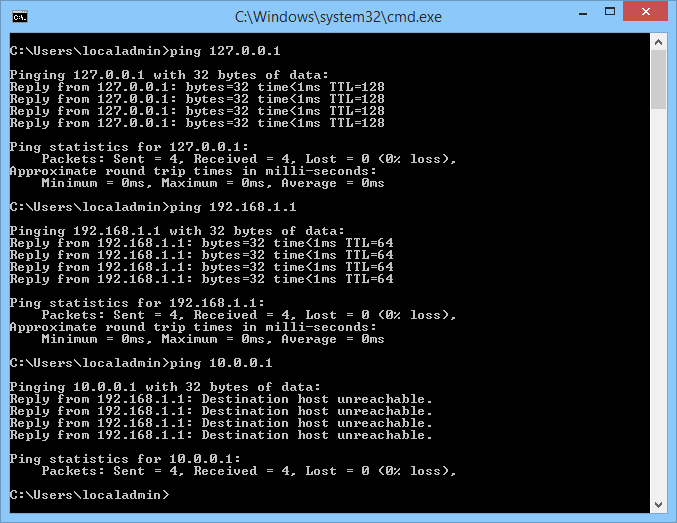 C:\Windows\system32\cmd.exe
C:\Users\localadmin>ping 127.0.0.1
Pinging 127.0.0.1 with 32 bytes of data:
Reply from 127.0.0.1: bytes=32 time<1ms TTL=128
Reply from 127.0.0.1: bytes=32 time<1ms TTL=128
Reply from 127.0.0.1: bytes=32 time<1ms TTL=128
Reply from 127.0.0.1: bytes=32 time<1ms TTL=128
Ping statistics for 127.0.0.1:
    Packets: Sent = 4, Received = 4, Lost = 0 (0% loss),
Approximate round trip times in milli-seconds:
    Minimum = 0ms, Maximum = 0ms, Average = 0ms
C:\Users\localadmin>ping 192.168.1.1
Pinging 192.168.1.1 with 32 bytes of data:
Reply from 192.168.1.1: bytes=32 time<1ms TTL=64
Reply from 192.168.1.1: bytes=32 time<1ms TTL=64
Reply from 192.168.1.1: bytes=32 time<1ms TTL=64
Reply from 192.168.1.1: bytes=32 time<1ms TTL=64
Ping statistics for 192.168.1.1:
    Packets: Sent = 4, Received = 4, Lost = 0 (0% loss),
Approximate round trip times in milli-seconds:
    Minimum = 0ms, Maximum = 0ms, Average = 0ms
C:\Users\localadmin>ping 10.0.0.1
Pinging 10.0.0.1 with 32 bytes of data:
Reply from 192.168.1.1: Destination host unreachable.
Reply from 192.168.1.1: Destination host unreachable.
Reply from 192.168.1.1: Destination host unreachable.
Reply from 192.168.1.1: Destination host unreachable.
Ping statistics for 10.0.0.1:
    Packets: Sent = 4, Received = 4, Lost = 0 (0% loss),
C:\Users\localadmin>